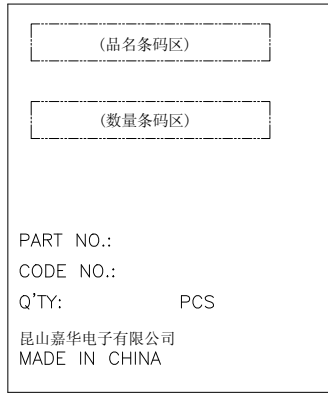 (品名条码区)
(数量条码区)
PART NO.:
CODE NO.:
Q'TY: PCS
昆山嘉华电子有限公司
MADE IN CHINA